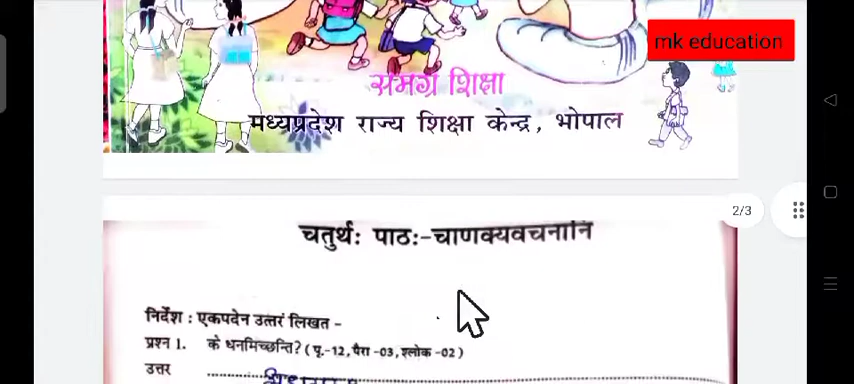 mk education
समग्र शिक्षा
मध्यप्रदेश राज्य शिक्षा केन्द्र, भोपाल
2/3
चतुर्थः पाठः-चाणक्यवचनानि
निर्देश : एकपदेन उत्तरं लिखत -
प्रश्न 1. के धनमिच्छन्ति? (पृ.-12, पैरा -03, श्लोक -02)
उत्तर